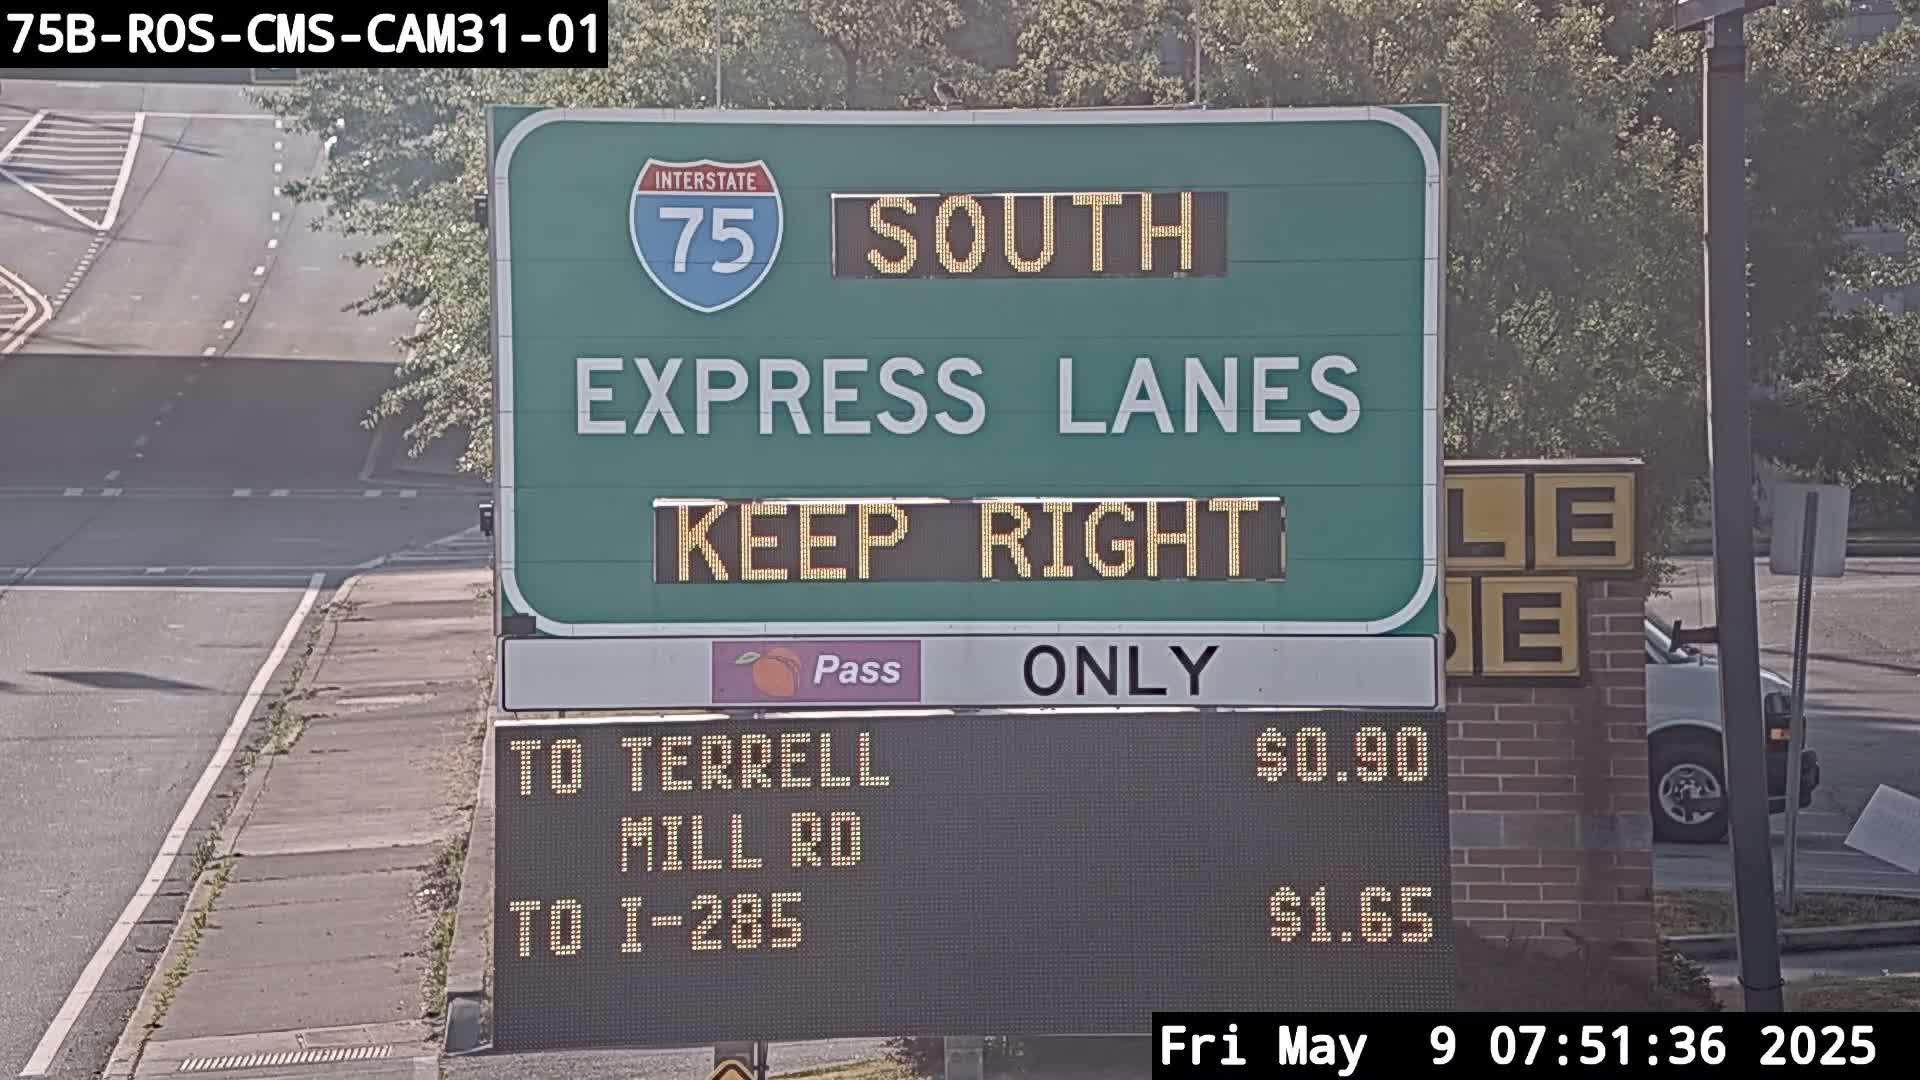 75B-ROS-CMS-CAM31-01
INTERSTATE
75
SOUTH
EXPRESS LANES
KEEP RIGHT
Pass ONLY
TO TERRELL $0.90
MILL RD
TO I-285 $1.65
LE
E
Fri May 9 07:51:36 2025